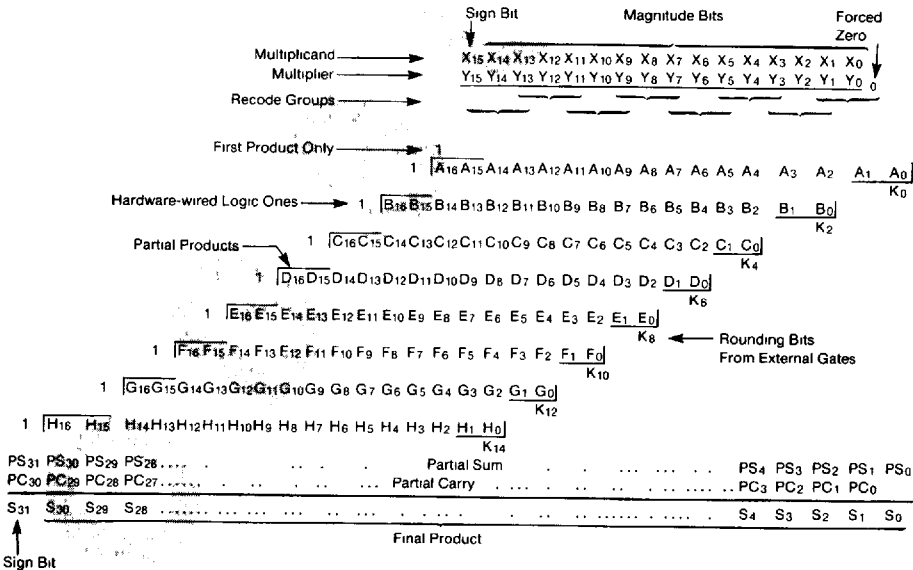 Sign Bit Magnitude Bits Forced Zero
Multiplicand X15 X14 X13 X12 X11 X10 X9 X8 X7 X6 X5 X4 X3 X2 X1 X0
Multiplier Y15 Y14 Y13 Y12 Y11 Y10 Y9 Y8 Y7 Y6 Y5 Y4 Y3 Y2 Y1 Y0 0
Recode Groups
First Product Only 1
1 A16 A15 A14 A13 A12 A11 A10 A9 A8 A7 A6 A5 A4 A3 A2 A1 A0
K0
Hardware-wired Logic Ones 1 B16 B15 B14 B13 B12 B11 B10 B9 B8 B7 B6 B5 B4 B3 B2 B1 B0
K2
1 C16 C15 C14 C13 C12 C11 C10 C9 C8 C7 C6 C5 C4 C3 C2 C1 C0
K4
Partial Products
1 D16 D15 D14 D13 D12 D11 D10 D9 D8 D7 D6 D5 D4 D3 D2 D1 D0
K6
1 E16 E15 E14 E13 E12 E11 E10 E9 E8 E7 E6 E5 E4 E3 E2 E1 E0
K8
Rounding Bits
From External Gates
1 F16 F15 F14 F13 F12 F11 F10 F9 F8 F7 F6 F5 F4 F3 F2 F1 F0
K10
1 G16 G15 G14 G13 G12 G11 G10 G9 G8 G7 G6 G5 G4 G3 G2 G1 G0
K12
1 H16 H15 H14 H13 H12 H11 H10 H9 H8 H7 H6 H5 H4 H3 H2 H1 H0
K14
PS31 PS30 PS29 PS28 ..... Partial Sum PS4 PS3 PS2 PS1 PS0
PC30 PC29 PC28 PC27 ..... Partial Carry PC3 PC2 PC1 PC0
S31 S30 S29 S28 ..... S4 S3 S2 S1 S0
Final Product
Sign Bit